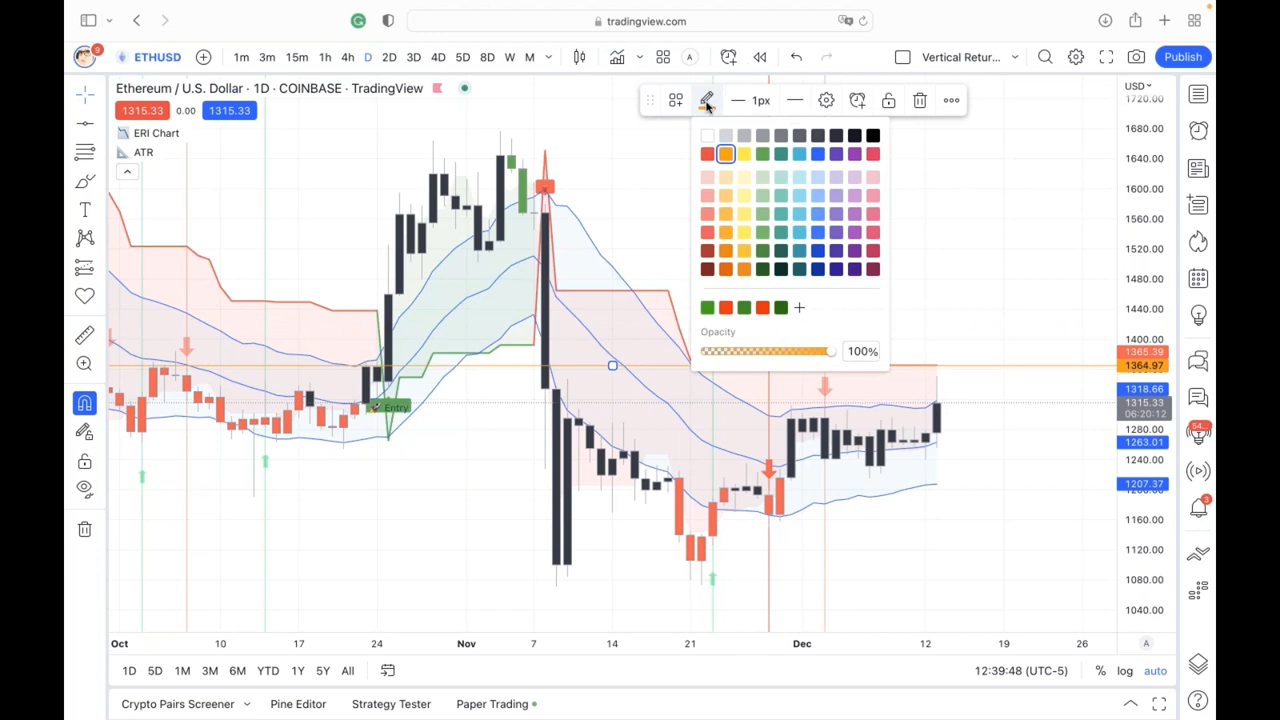 tradingview.com
9
ETHUSD
1m 3m 15m 1h 4h D 2D 3D 4D 5D 8D W M
A
Vertical Retur...
Publish
Ethereum / U.S. Dollar · 1D · COINBASE · TradingView
USD
1px
1315.33 0.00 1315.33
ERI Chart
ATR
Opacity
100%
Entry
1720.00
1680.00
1640.00
1600.00
1560.00
1520.00
1480.00
1440.00
1400.00
1365.39
1364.97
1318.66
1315.33
06:20:12
1280.00
1263.01
1240.00
1207.37
1160.00
1120.00
1080.00
1040.00
54...
3
Oct 10 17 24 Nov 7 14 21 Dec 12 19 26 A
1D 5D 1M 3M 6M YTD 1Y 5Y All
12:39:48 (UTC-5) % log auto
Crypto Pairs Screener Pine Editor Strategy Tester Paper Trading